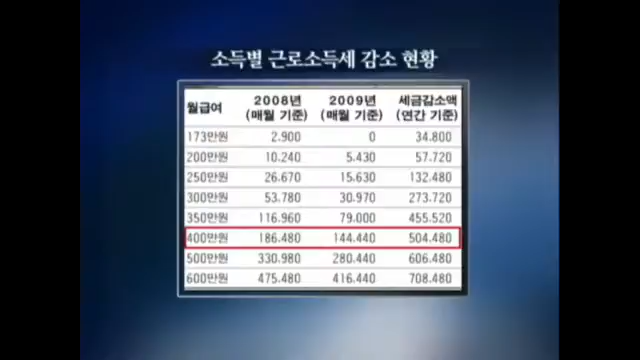 소득별 근로소득세 감소 현황
월급여 2008년 (매월 기준) 2009년 (매월 기준) 세금감소액 (연간 기준)
173만원 2.900 0 34.800
200만원 10.240 5.430 57.720
250만원 26.670 15.630 132.480
300만원 53.780 30.970 273.720
350만원 116.960 79.000 455.520
400만원 186.480 144.440 504.480
500만원 330.980 280.440 606.480
600만원 475.480 416.440 708.480